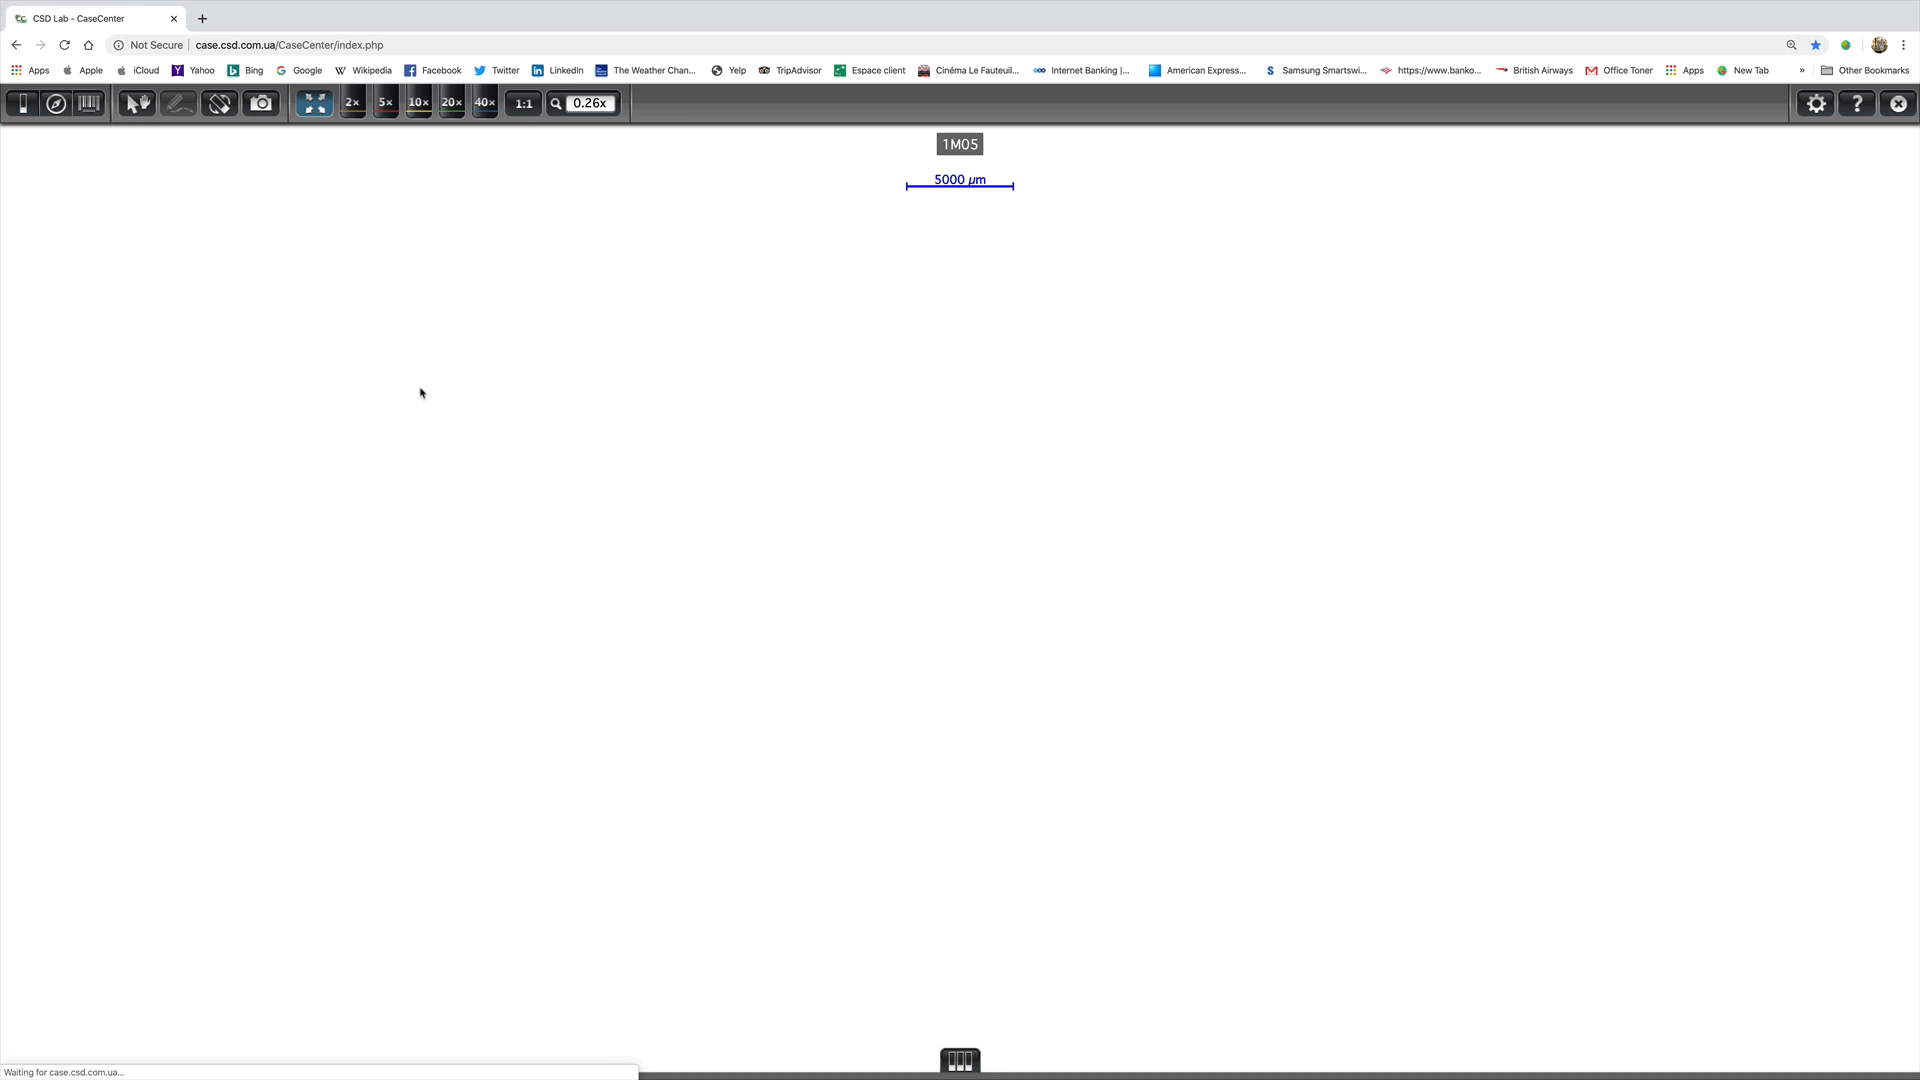 CSD Lab - CaseCenter
Not Secure case.csd.com.ua/CaseCenter/index.php
Apps Apple iCloud Yahoo Bing Google Wikipedia Facebook Twitter LinkedIn The Weather Chan... Yelp TripAdvisor Espace client Cinéma Le Fauteuil... Internet Banking |... American Express... Samsung Smartswi... https://www.banko... British Airways Office Toner Apps New Tab » Other Bookmarks
2× 5× 10× 20× 40× 1:1 0.26x ?
1M05
5000 µm
Waiting for case.csd.com.ua...